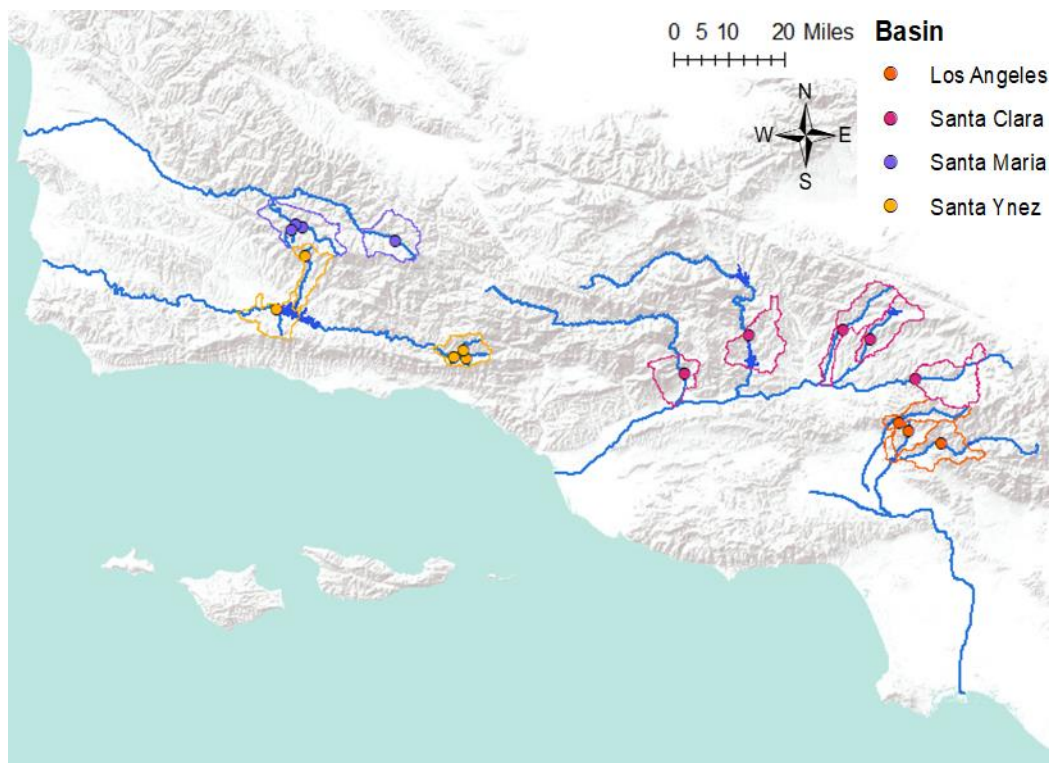 0 5 10 20 Miles
Basin
Los Angeles
Santa Clara
Santa Maria
Santa Ynez
N
W E
S